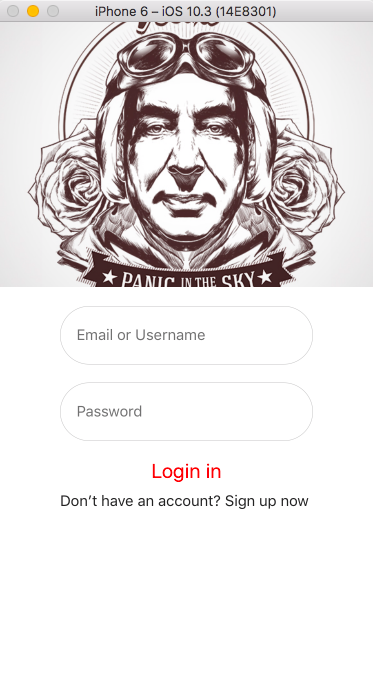 iPhone 6 – iOS 10.3 (14E8301)
PANIC IN THE SKY
Email or Username
Password
Login in
Don’t have an account? Sign up now